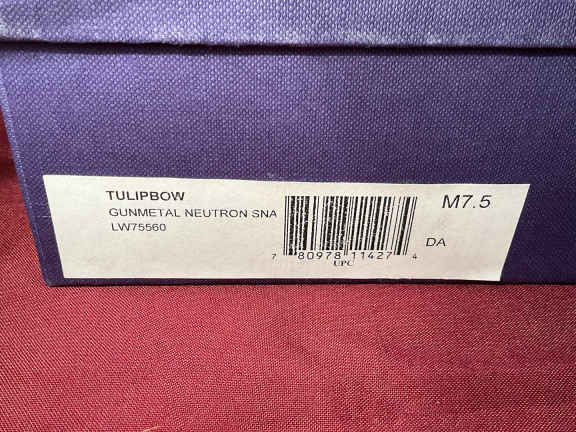 TULIPBOW
GUNMETAL NEUTRON SNA
LW75560
M7.5
DA
7 80978 11427 4
UPC